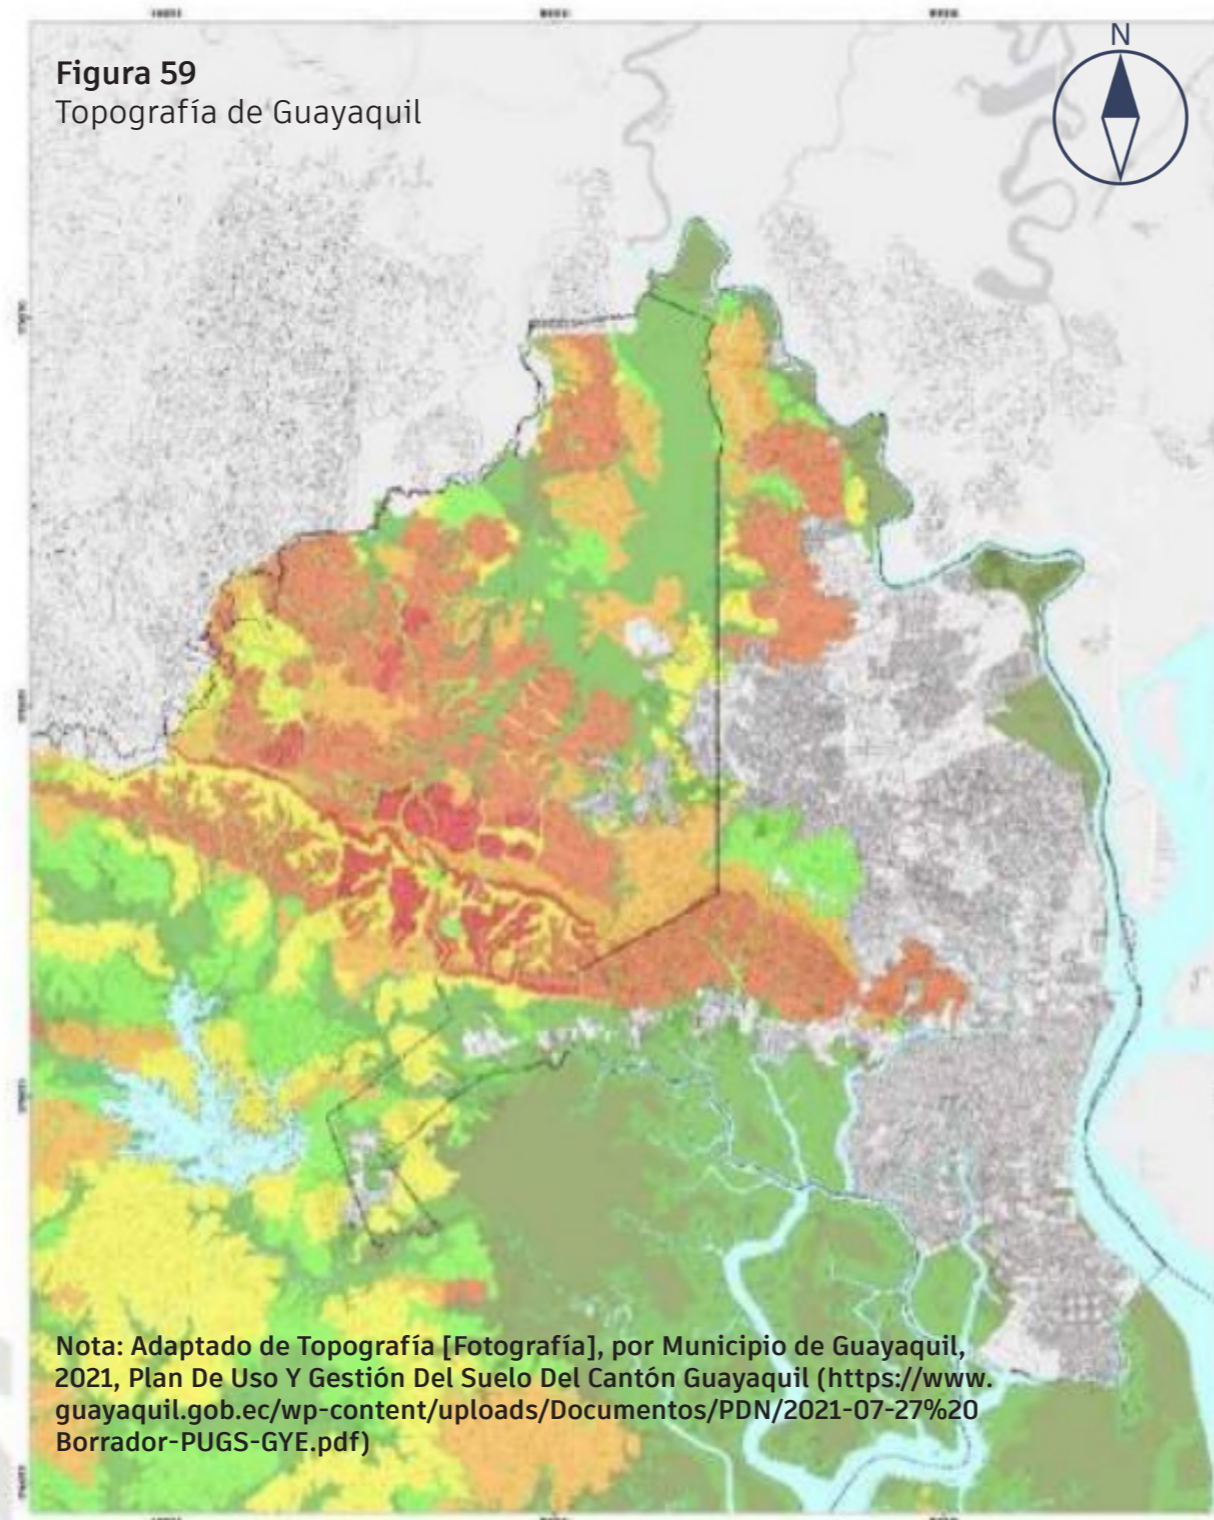 Figura 59
Topografía de Guayaquil
N
Nota: Adaptado de Topografía [Fotografía], por Municipio de Guayaquil,
2021, Plan De Uso Y Gestión Del Suelo Del Cantón Guayaquil (https://www.
guayaquil.gob.ec/wp-content/uploads/Documentos/PDN/2021-07-27%20
Borrador-PUGS-GYE.pdf)